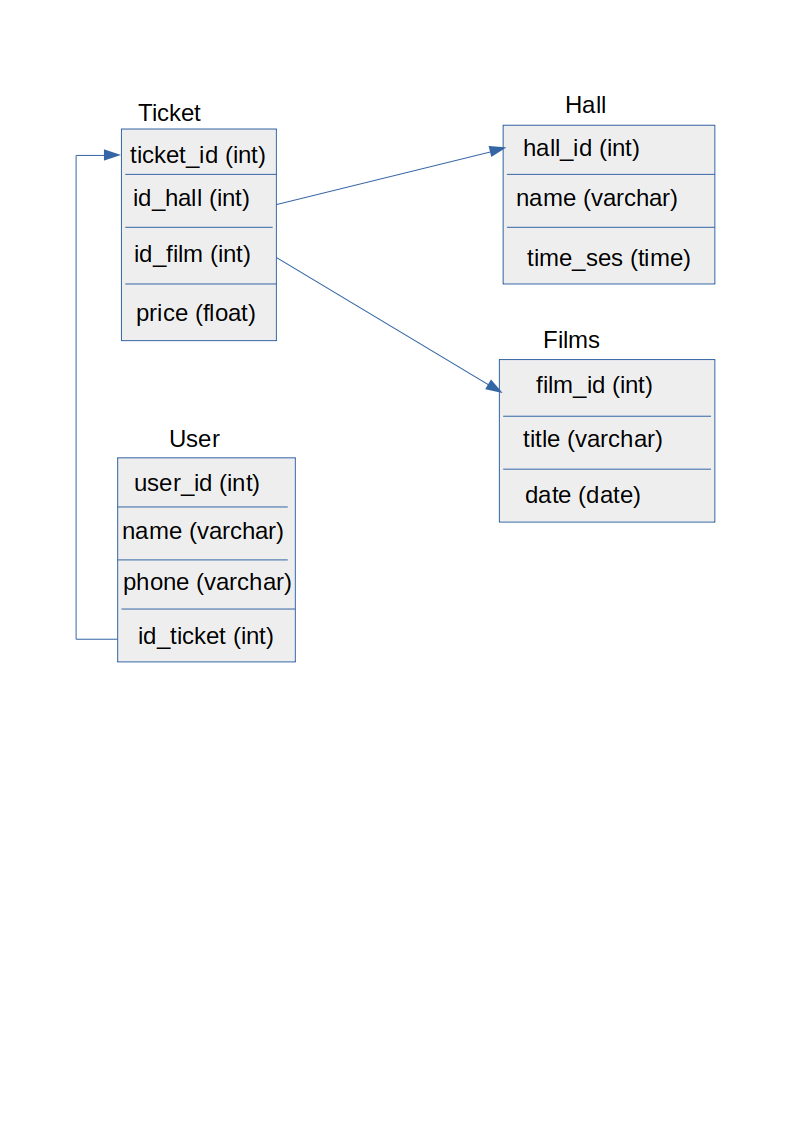 Ticket
ticket_id (int)
id_hall (int)
id_film (int)
price (float)
Hall
hall_id (int)
name (varchar)
time_ses (time)
Films
film_id (int)
title (varchar)
date (date)
User
user_id (int)
name (varchar)
phone (varchar)
id_ticket (int)